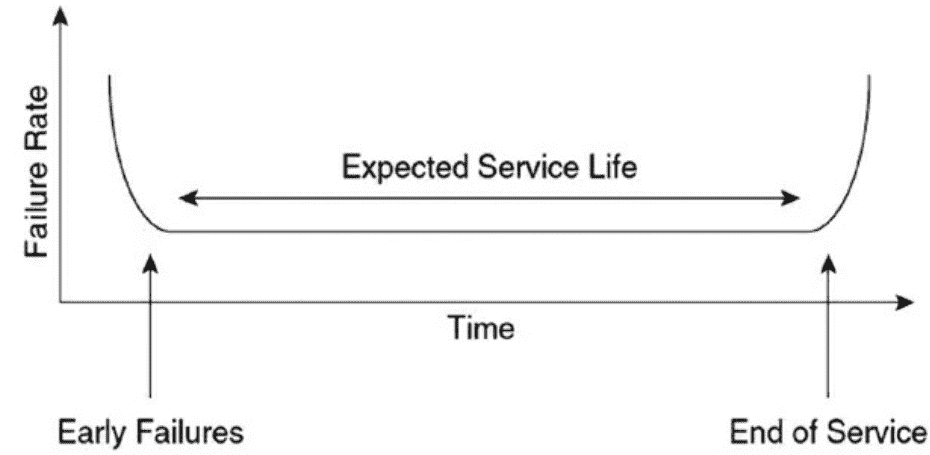 Failure Rate
Expected Service Life
Time
Early Failures
End of Service